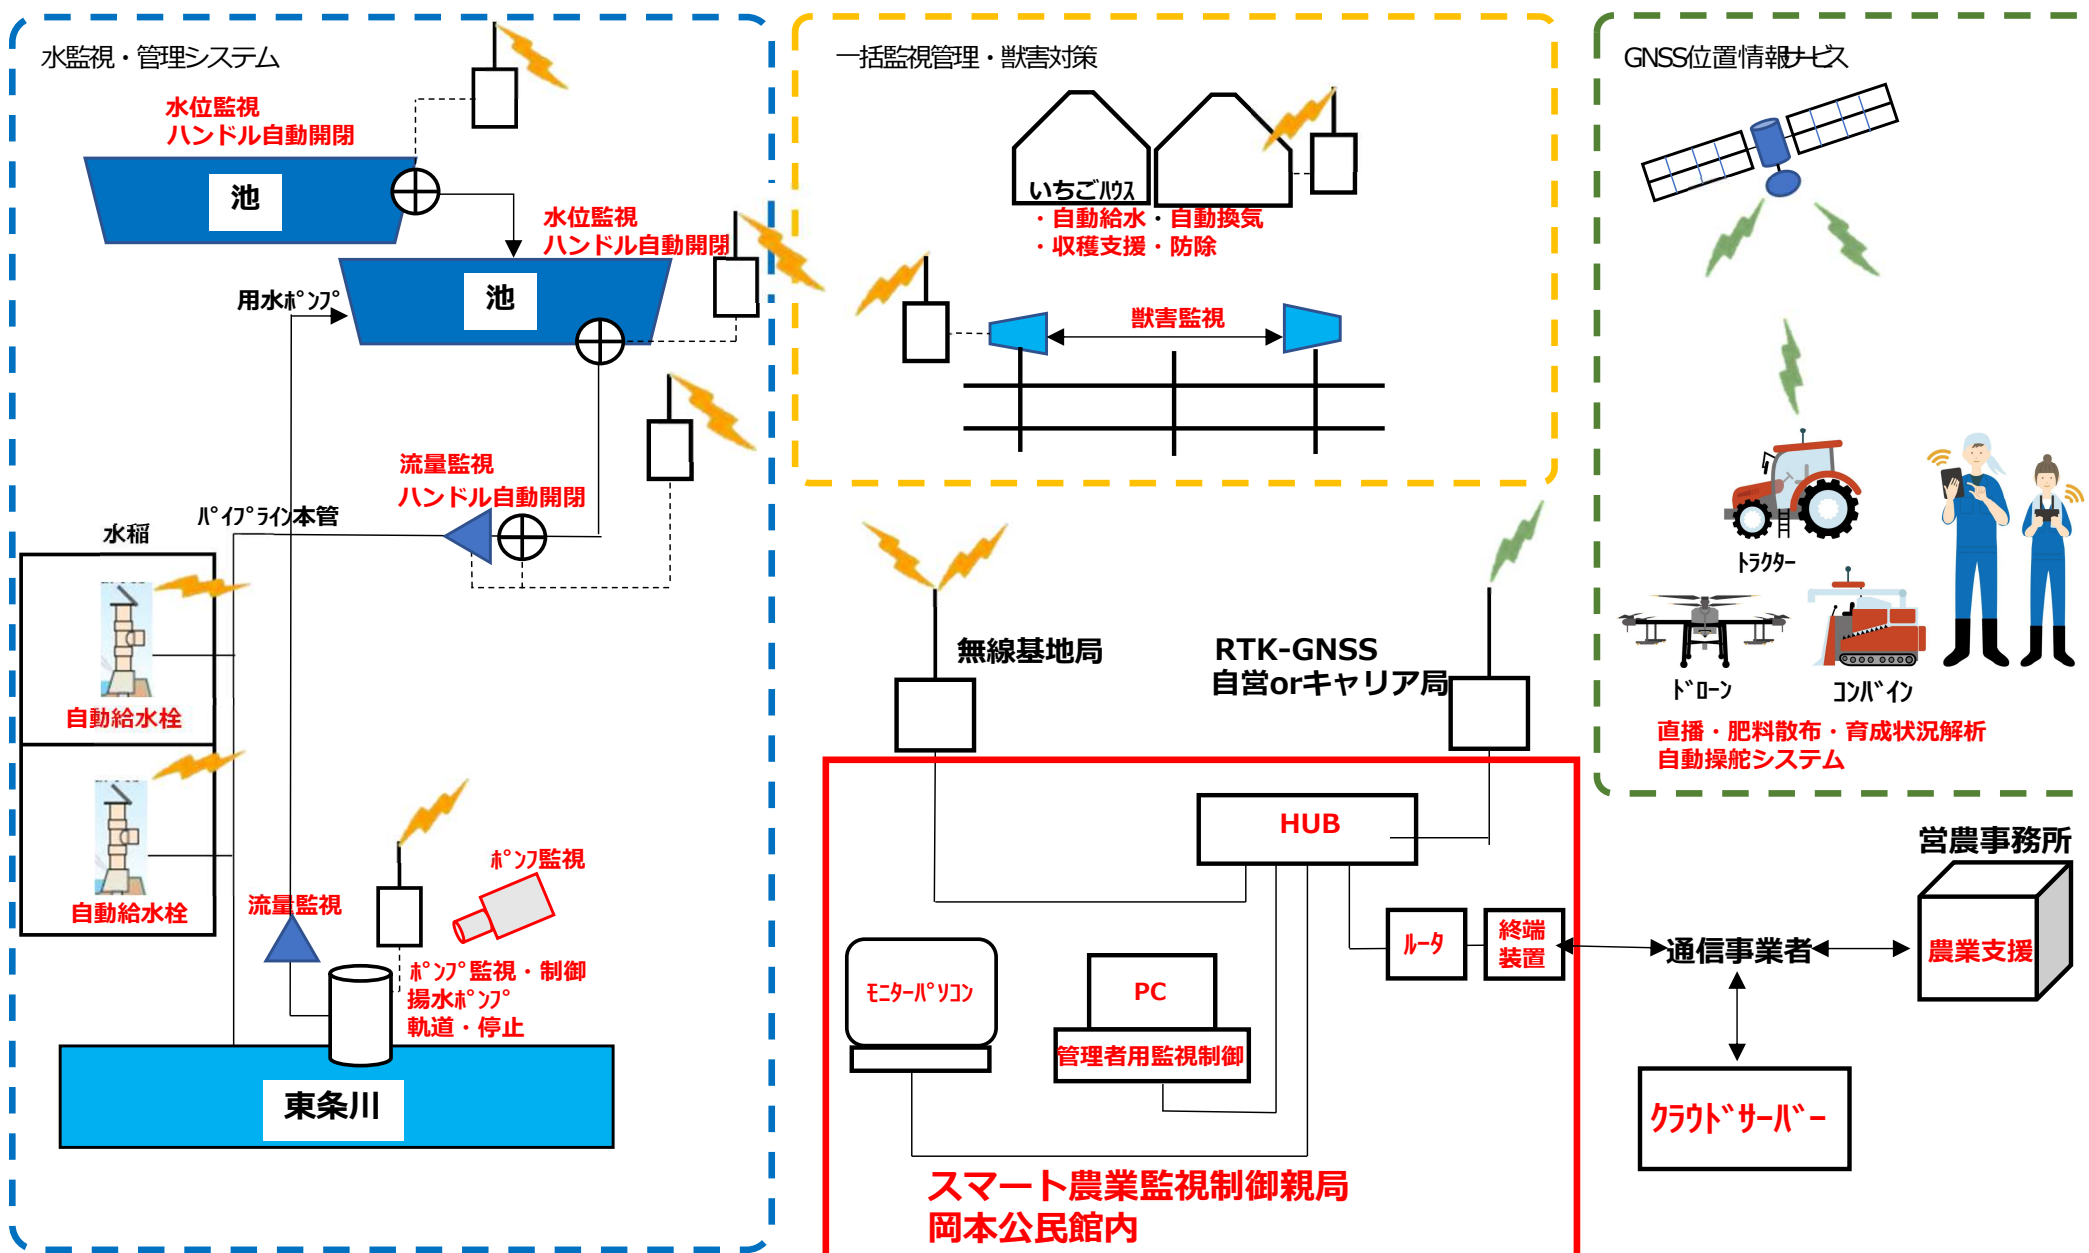 水監視・管理システム
水位監視
ハンドル自動開閉
池
水位監視
ハンドル自動開閉
池
用水ﾎﾟﾝﾌﾟ
流量監視
ハンドル自動開閉
ﾊﾟｲﾌﾟﾗｲﾝ本管
水稲
自動給水栓
自動給水栓
流量監視
ﾎﾟﾝﾌ監視
ﾎﾟﾝﾌﾟ監視・制御
揚水ﾎﾟﾝﾌﾟ
軌道・停止
東条川
一括監視管理・獣害対策
いちごﾊｳｽ
・自動給水・自動換気
・収穫支援・防除
獣害監視
無線基地局
RTK-GNSS
自営orキャリア局
HUB
ﾙｰﾀ
終端
装置
ﾓﾆﾀｰﾊﾟｿｺﾝ
PC
管理者用監視制御
スマート農業監視制御親局
岡本公民館内
GNSS位置情報サービス
ﾄﾗｸﾀｰ
ﾄﾞﾛｰﾝ
ｺﾝﾊﾞｲﾝ
直播・肥料散布・育成状況解析
自動操舵システム
営農事務所
農業支援
通信事業者
ｸﾗｳﾄﾞｻｰﾊﾞｰ